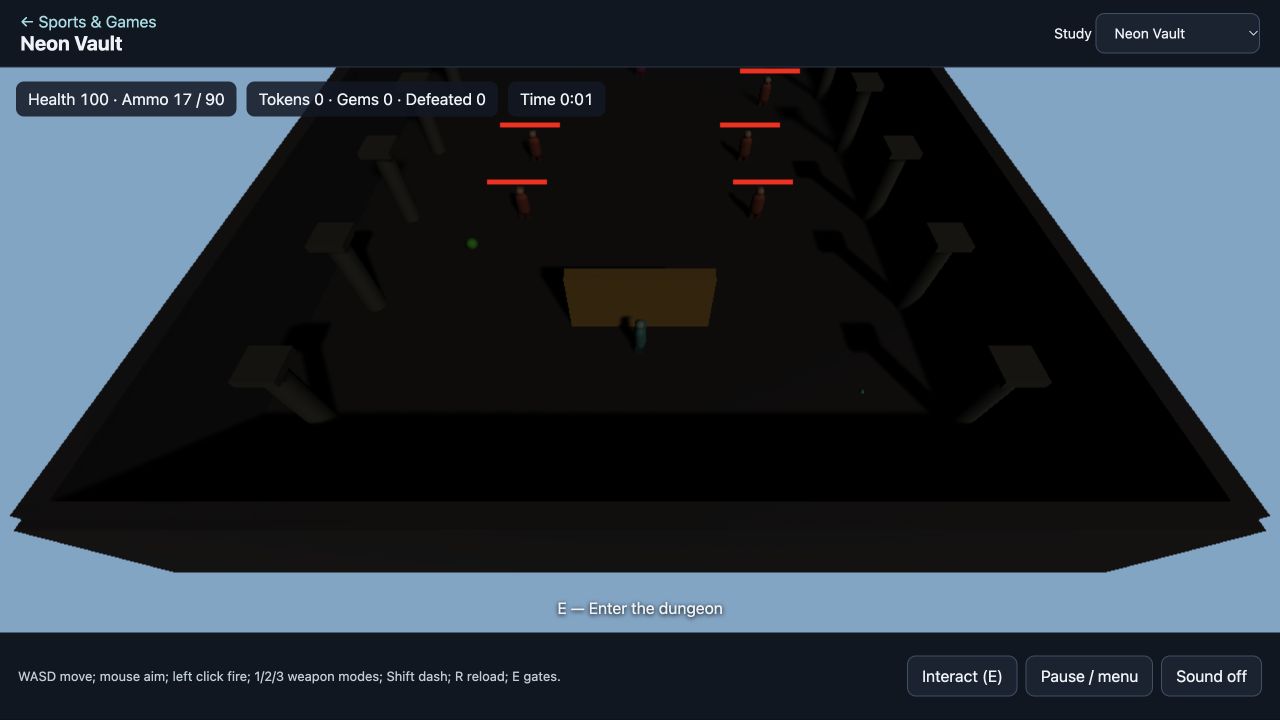 ← Sports & Games
Neon Vault
Study
Neon Vault
Health 100 · Ammo 17 / 90
Tokens 0 · Gems 0 · Defeated 0
Time 0:01
E — Enter the dungeon
WASD move; mouse aim; left click fire; 1/2/3 weapon modes; Shift dash; R reload; E gates.
Interact (E)
Pause / menu
Sound off